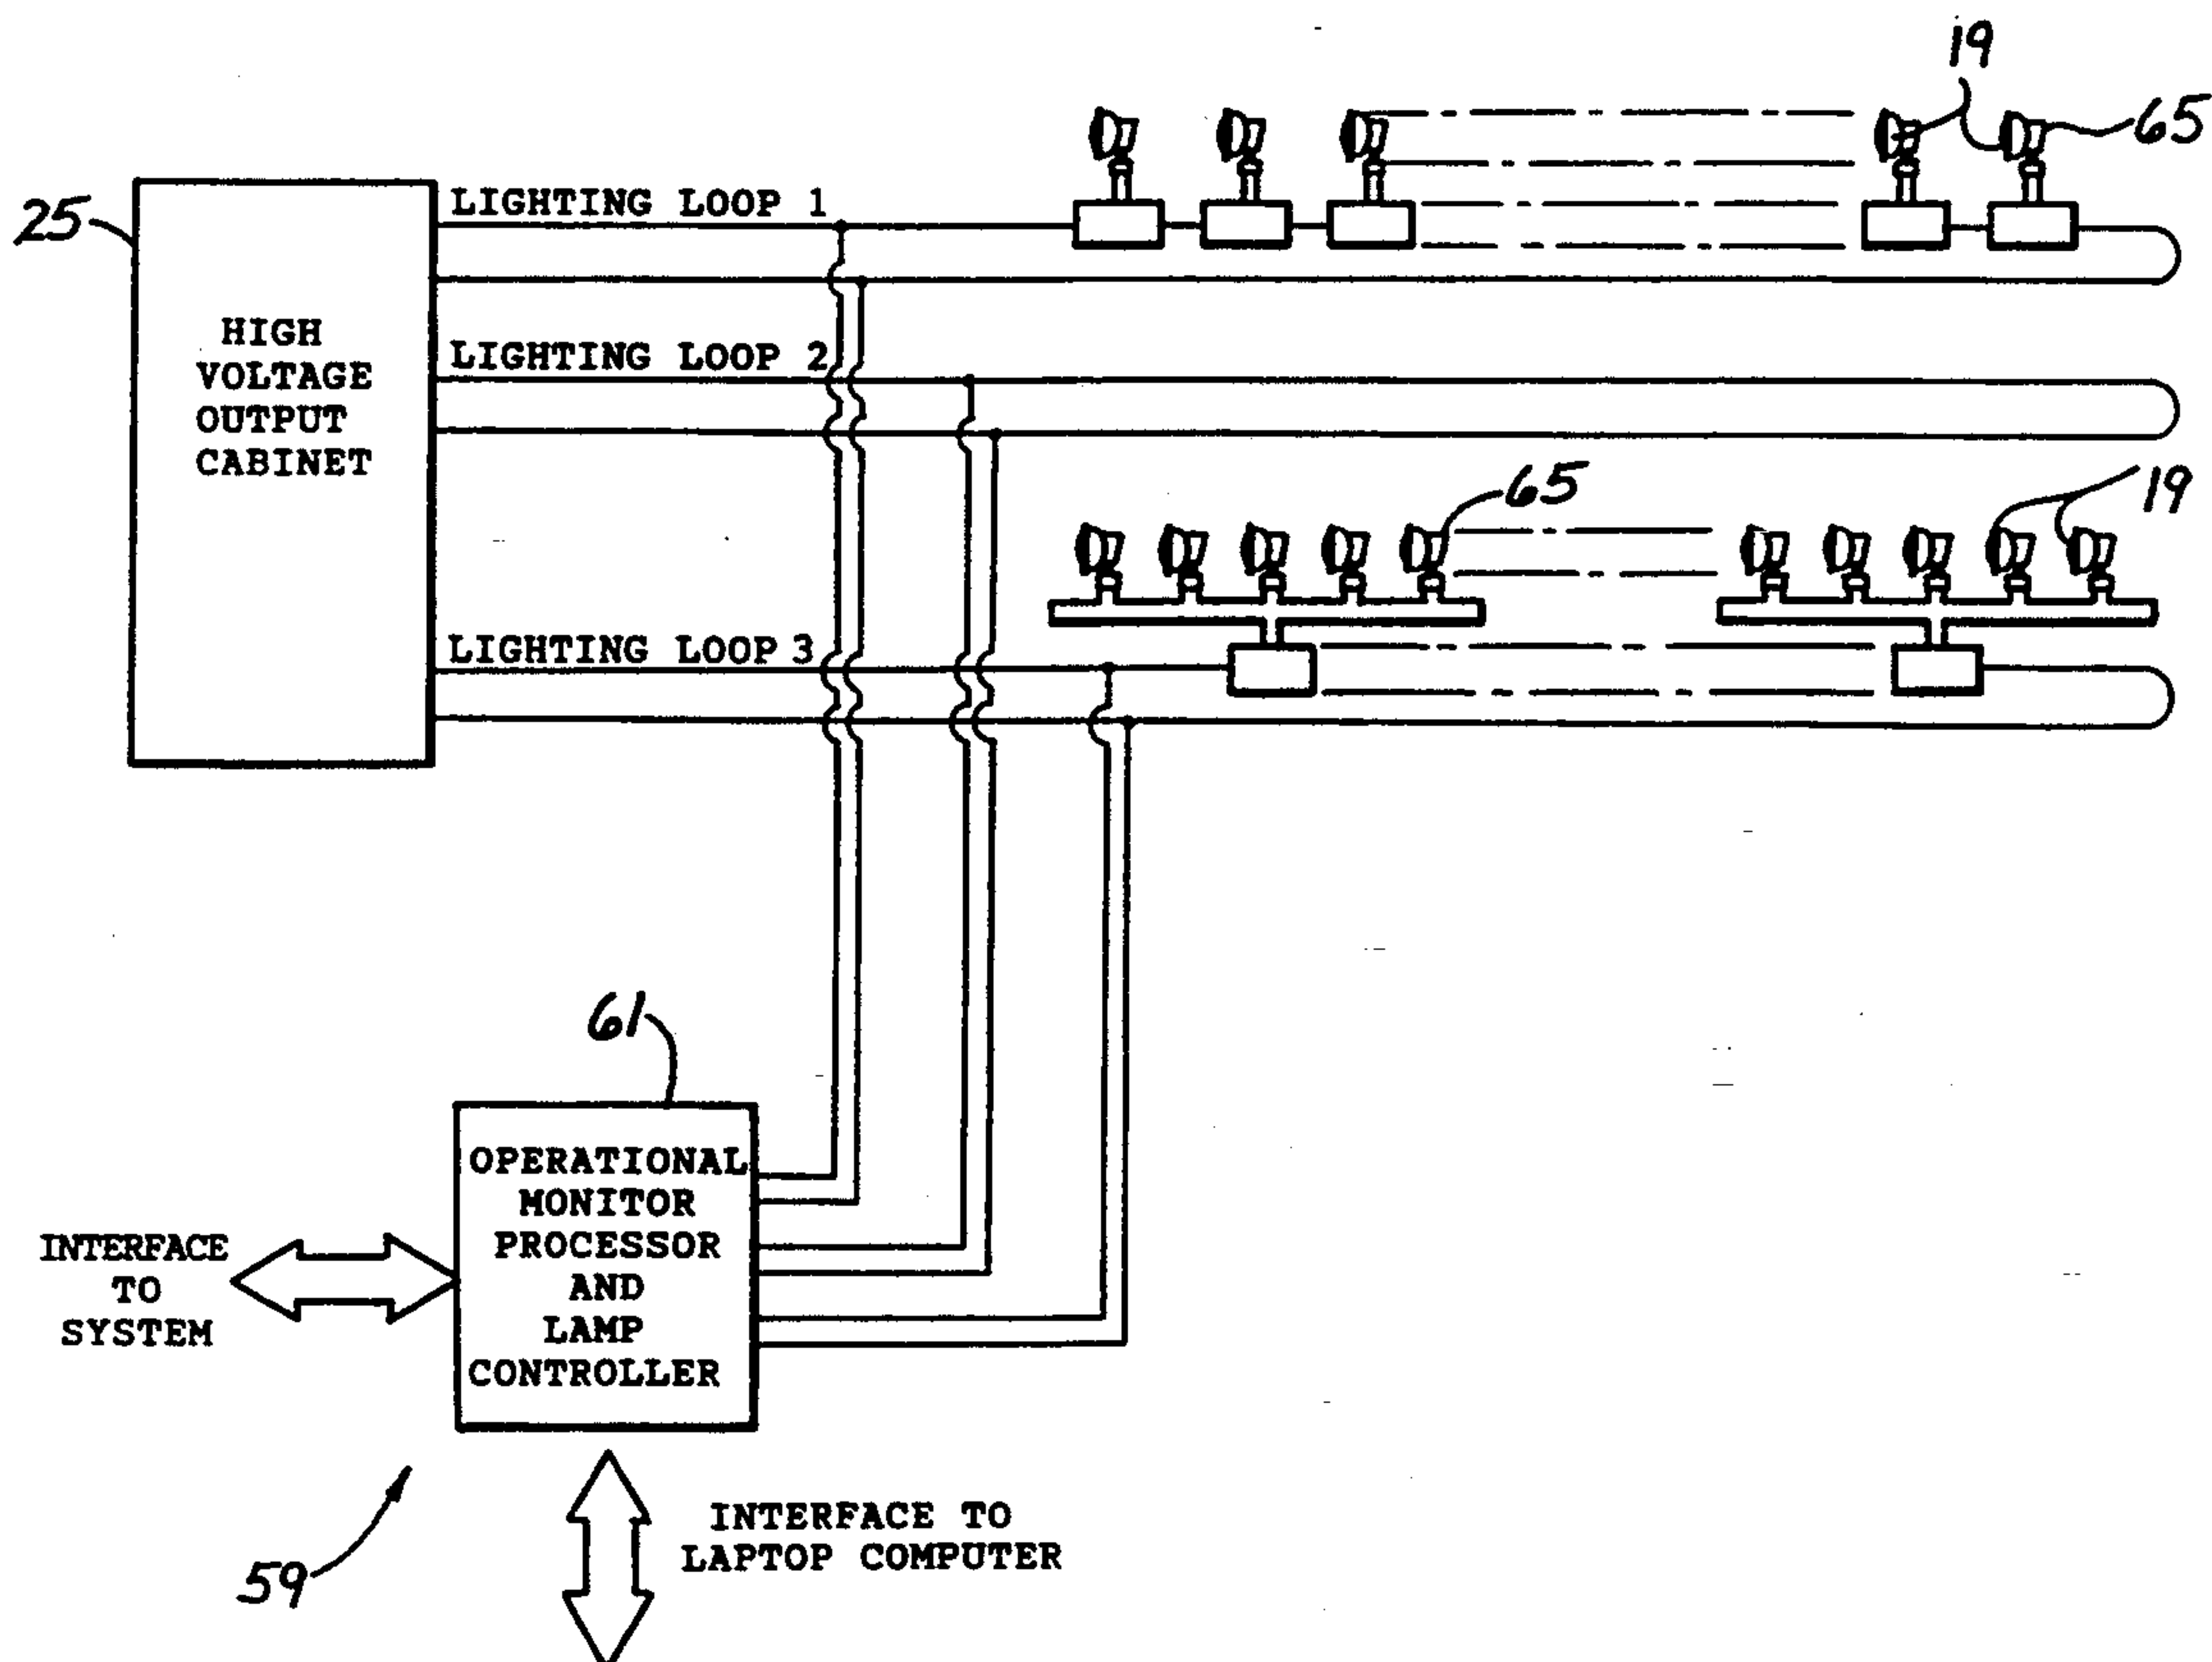 19
65
25
LIGHTING LOOP 1
HIGH
VOLTAGE
OUTPUT
CABINET
LIGHTING LOOP 2
65
19
LIGHTING LOOP 3
61
OPERATIONAL
MONITOR
PROCESSOR
AND
LAMP
CONTROLLER
INTERFACE
TO
SYSTEM
INTERFACE TO
LAPTOP COMPUTER
59